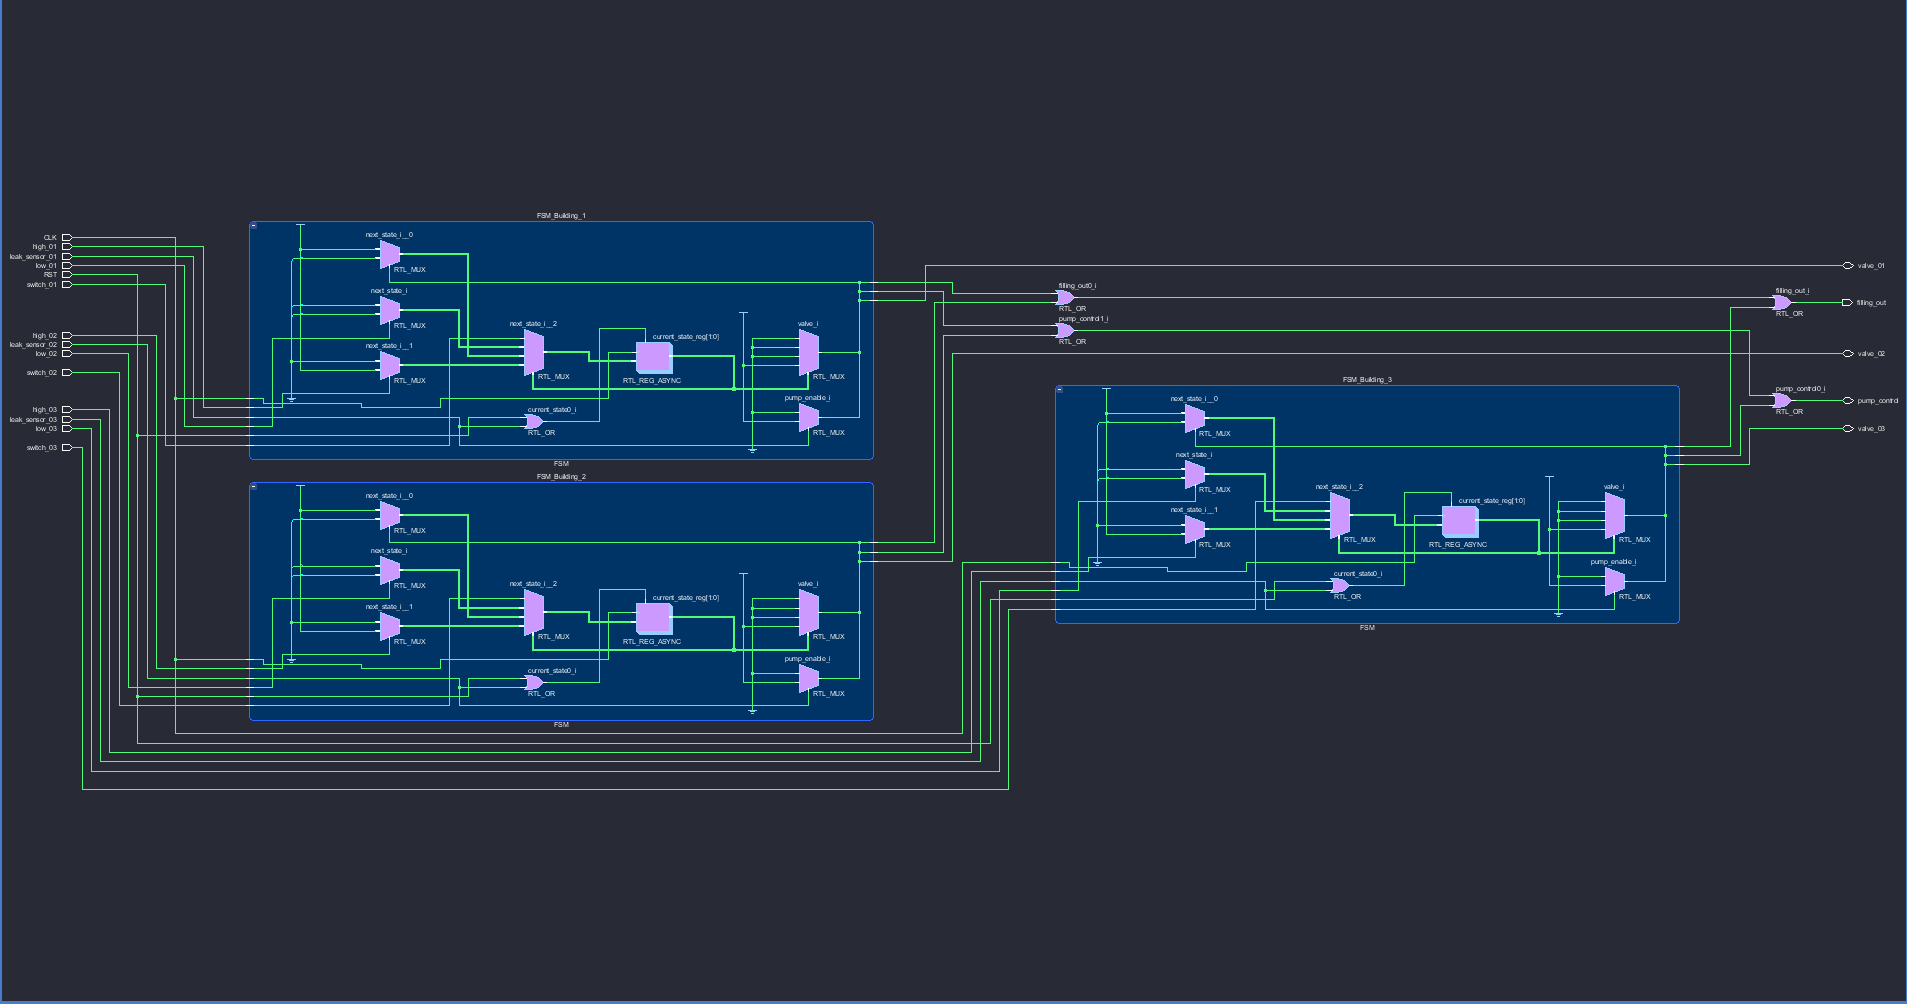 CLK
high_01
leak_sensor_01
low_01
RST
switch_01
high_02
leak_sensor_02
low_02
switch_02
high_03
leak_sensor_03
low_03
switch_03
FSM_Building_1
next_state_i__0
RTL_MUX
next_state_i
RTL_MUX
next_state_i__1
RTL_MUX
next_state_i__2
RTL_MUX
current_state_reg[1:0]
RTL_REG_ASYNC
current_state0_i
RTL_OR
valve_i
RTL_MUX
pump_enable_i
RTL_MUX
FSM
FSM_Building_2
next_state_i__0
RTL_MUX
next_state_i
RTL_MUX
next_state_i__1
RTL_MUX
next_state_i__2
RTL_MUX
current_state_reg[1:0]
RTL_REG_ASYNC
current_state0_i
RTL_OR
valve_i
RTL_MUX
pump_enable_i
RTL_MUX
FSM
filling_out0_i
RTL_OR
pump_control1_i
RTL_OR
FSM_Building_3
next_state_i__0
RTL_MUX
next_state_i
RTL_MUX
next_state_i__1
RTL_MUX
next_state_i__2
RTL_MUX
current_state_reg[1:0]
RTL_REG_ASYNC
current_state0_i
RTL_OR
valve_i
RTL_MUX
pump_enable_i
RTL_MUX
FSM
filling_out_i
RTL_OR
pump_control0_i
RTL_OR
valve_01
filling_out
valve_02
pump_control
valve_03